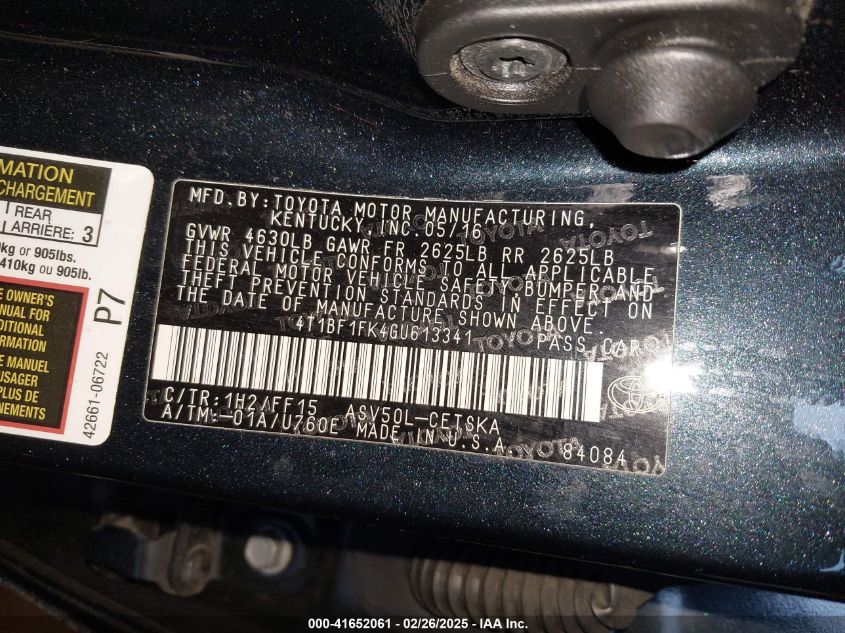 MATION
CHARGEMENT
REAR
ARRIÈRE: 3
kg or 905lbs.
410kg ou 905lb.
E OWNER'S
NUAL FOR
DITIONAL
RMATION
E MANUEL
USAGER
PLUS DE
NEMENTS
P7
42661-06722
MFD. BY: TOYOTA MOTOR MANUFACTURING,
KENTUCKY, INC. 05/16
GVWR 4630LB GAWR FR 2625LB RR 2625LB
THIS VEHICLE CONFORMS TO ALL APPLICABLE
FEDERAL MOTOR VEHICLE SAFETY, BUMPER AND
THEFT PREVENTION STANDARDS IN EFFECT ON
THE DATE OF MANUFACTURE SHOWN ABOVE.
4T1BF1FK4GU613341 PASS.CAR
C/TR: 1H2/FF15 ASV50L-CETSKA
A/TM: -01A/U760E MADE IN U.S.A.
84084
000-41652061 - 02/26/2025 - IAA Inc.